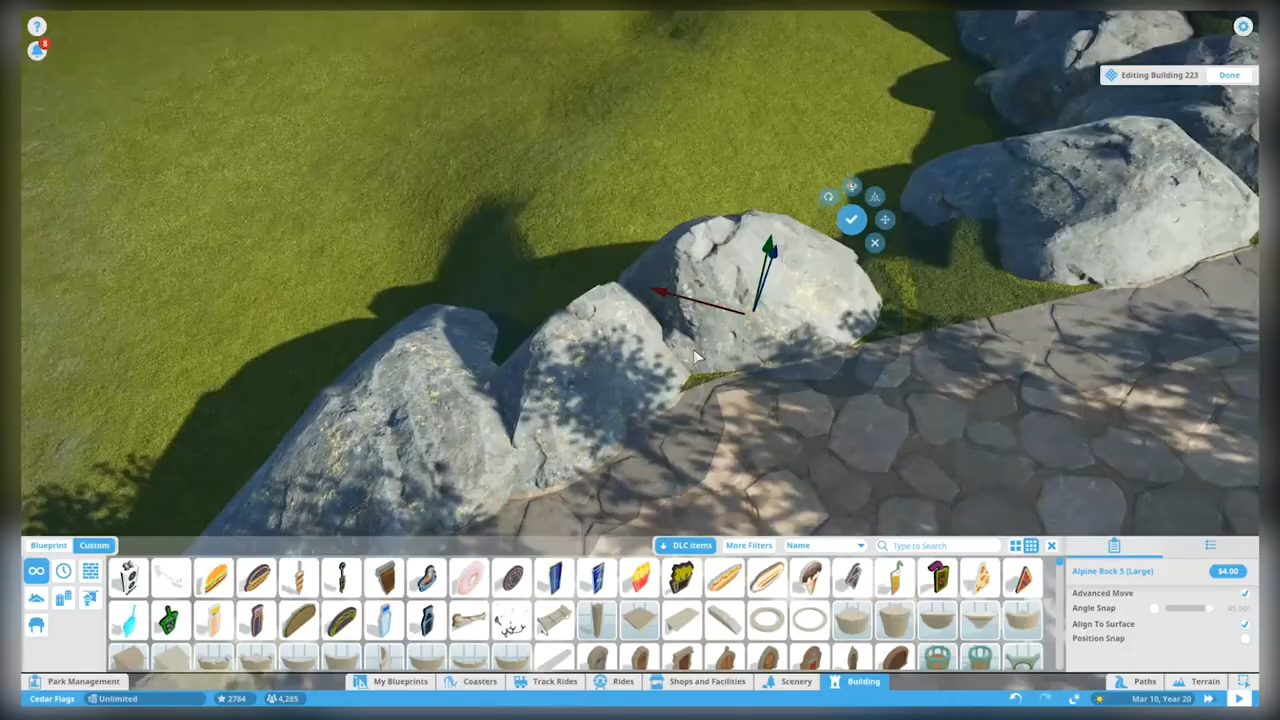 ?
8
Editing Building 223 Done
Blueprint Custom DLC items More Filters Name Type to Search
Alpine Rock 5 (Large) $4.00
Advanced Move
Angle Snap 45.00°
Align To Surface
Position Snap
Park Management My Blueprints Coasters Track Rides Rides Shops and Facilities Scenery Building Paths Terrain
Cedar Flags Unlimited 2784 4,285 Mar 10, Year 20